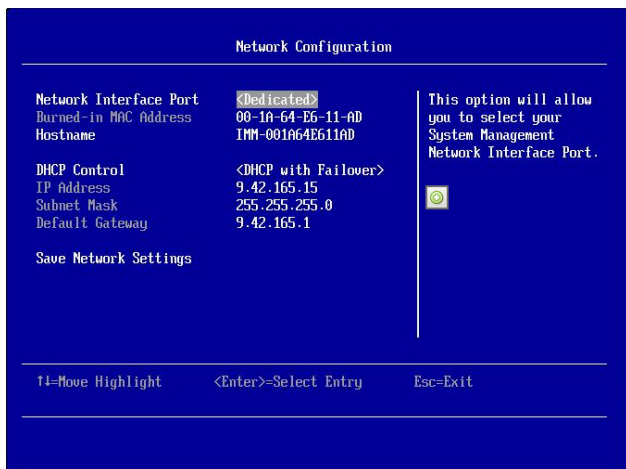 Network Configuration
Network Interface Port <Dedicated>
Burned-in MAC Address 00-1A-64-E6-11-AD
Hostname IMM-001A64E611AD
DHCP Control <DHCP with Failover>
IP Address 9.42.165.15
Subnet Mask 255.255.255.0
Default Gateway 9.42.165.1
Save Network Settings
This option will allow
you to select your
System Management
Network Interface Port.
↑↓=Move Highlight <Enter>=Select Entry Esc=Exit